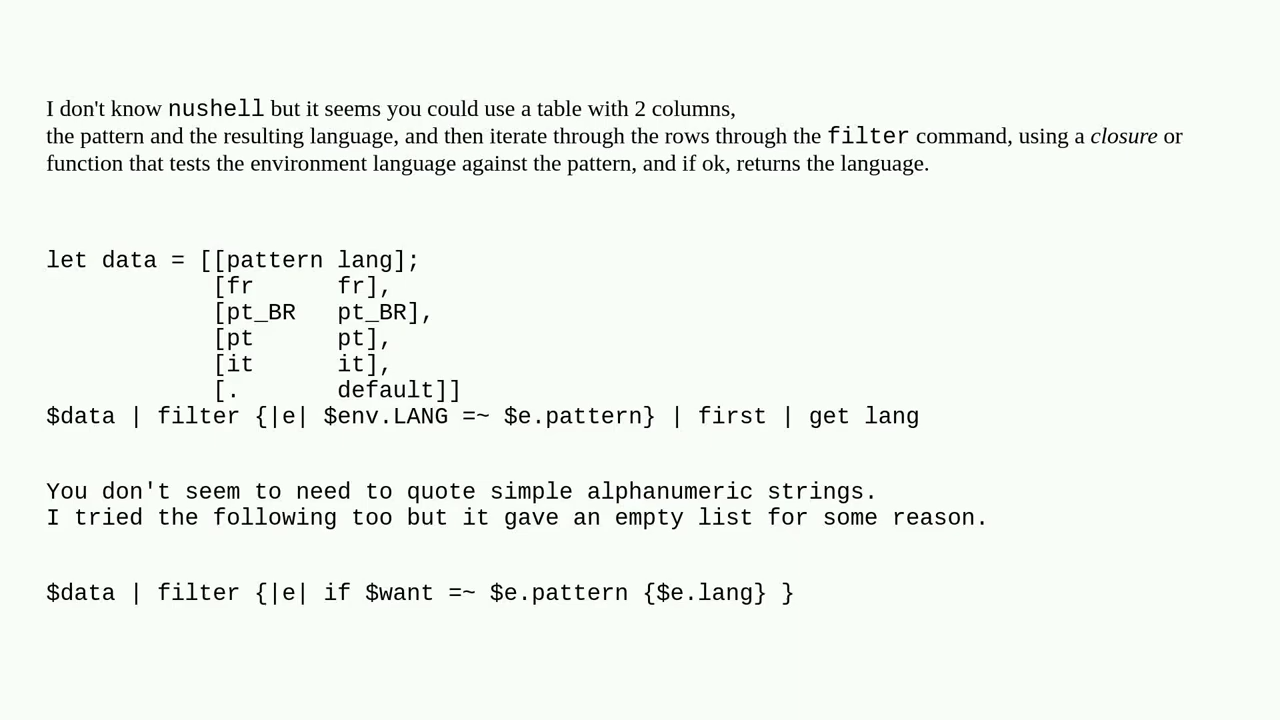 I don't know nushell but it seems you could use a table with 2 columns,
the pattern and the resulting language, and then iterate through the rows through the filter command, using a closure or
function that tests the environment language against the pattern, and if ok, returns the language.
let data = [[pattern lang];
            [fr      fr],
            [pt_BR   pt_BR],
            [pt      pt],
            [it      it],
            [.       default]]
$data | filter {|e| $env.LANG =~ $e.pattern} | first | get lang
You don't seem to need to quote simple alphanumeric strings.
I tried the following too but it gave an empty list for some reason.
$data | filter {|e| if $want =~ $e.pattern {$e.lang} }